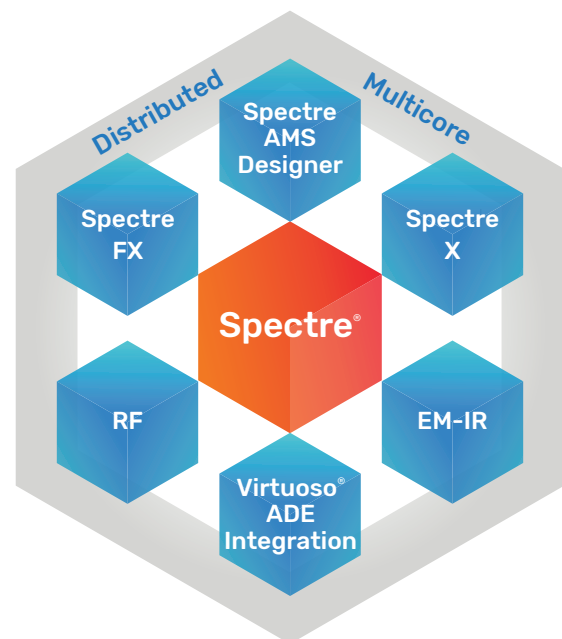 Distributed
Multicore
Spectre
AMS
Designer
Spectre
FX
Spectre
X
Spectre®
RF
EM-IR
Virtuoso®
ADE
Integration